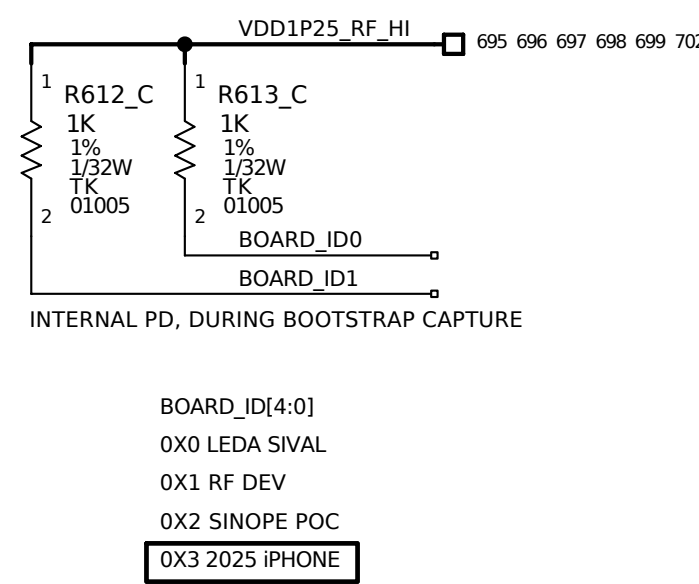 VDD1P25_RF_HI
695 696 697 698 699 702
1
R612_C
1K
1%
1/32W
TK
01005
2
1
R613_C
1K
1%
1/32W
TK
01005
2
BOARD_ID0
BOARD_ID1
INTERNAL PD, DURING BOOTSTRAP CAPTURE
BOARD_ID[4:0]
0X0 LEDA SIVAL
0X1 RF DEV
0X2 SINOPE POC
0X3 2025 iPHONE